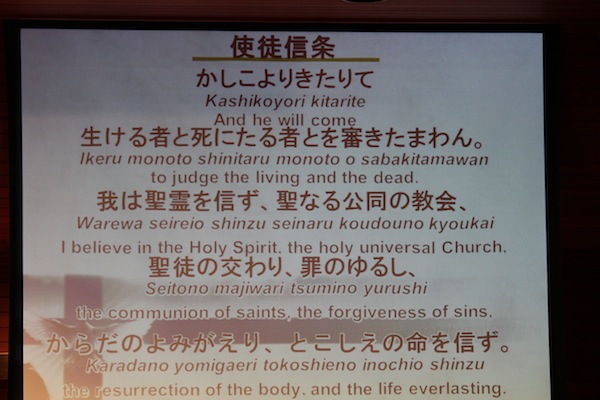 使徒信条
かしこよりきたりて
Kashikoyori kitarite
And he will come
生ける者と死にたる者とを審きたまわん。
Ikeru monoto shinitaru monoto o sabakitamawan
to judge the living and the dead.
我は聖霊を信ず、聖なる公同の教会、
Warewa seireio shinzu seinaru koudouno kyoukai
I believe in the Holy Spirit, the holy universal Church.
聖徒の交わり、罪のゆるし、
Seitono majiwari tsumino yurushi
the communion of saints, the forgiveness of sins.
からだのよみがえり、とこしえの命を信ず。
Karadano yomigaeri tokoshieno inochio shinzu
the resurrection of the body, and the life everlasting.